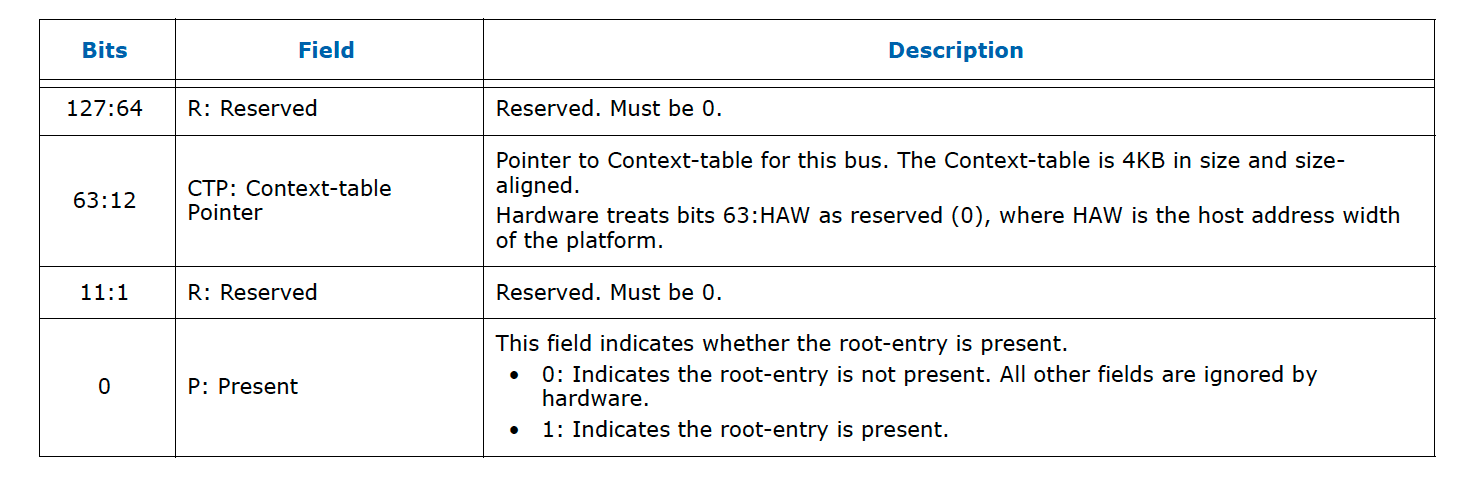 Bits Field Description
127:64 R: Reserved Reserved. Must be 0.
63:12 CTP: Context-table Pointer
Pointer to Context-table for this bus. The Context-table is 4KB in size and size-
aligned.
Hardware treats bits 63:HAW as reserved (0), where HAW is the host address width
of the platform.
11:1 R: Reserved Reserved. Must be 0.
0 P: Present
This field indicates whether the root-entry is present.
• 0: Indicates the root-entry is not present. All other fields are ignored by
hardware.
• 1: Indicates the root-entry is present.